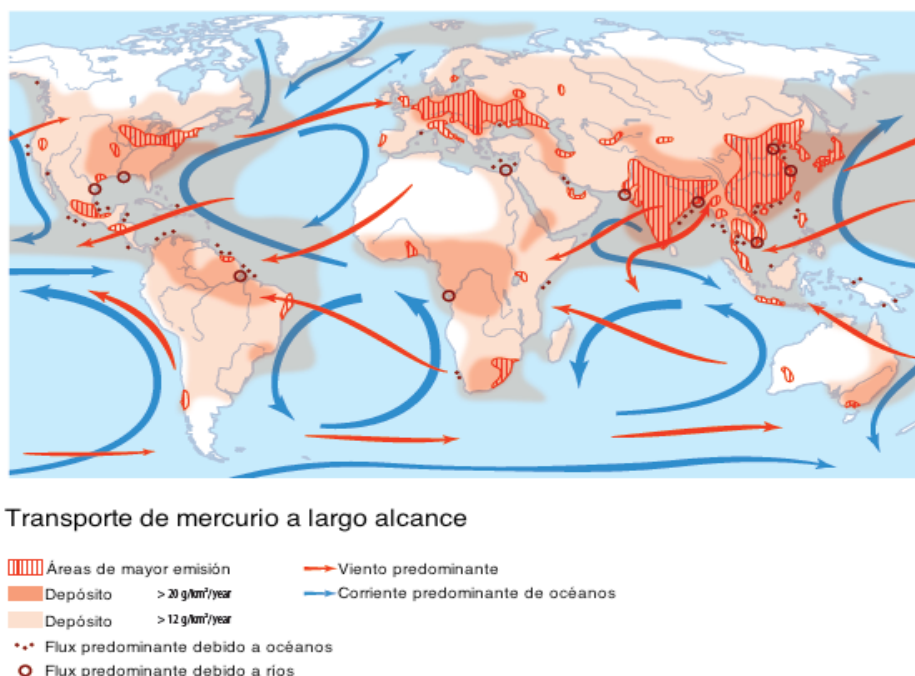 Transporte de mercurio a largo alcance
Áreas de mayor emisión
Depósito > 20 g/km²/year
Depósito > 12 g/km²/year
Flux predominante debido a océanos
Flux predominante debido a ríos
Viento predominante
Corriente predominante de océanos